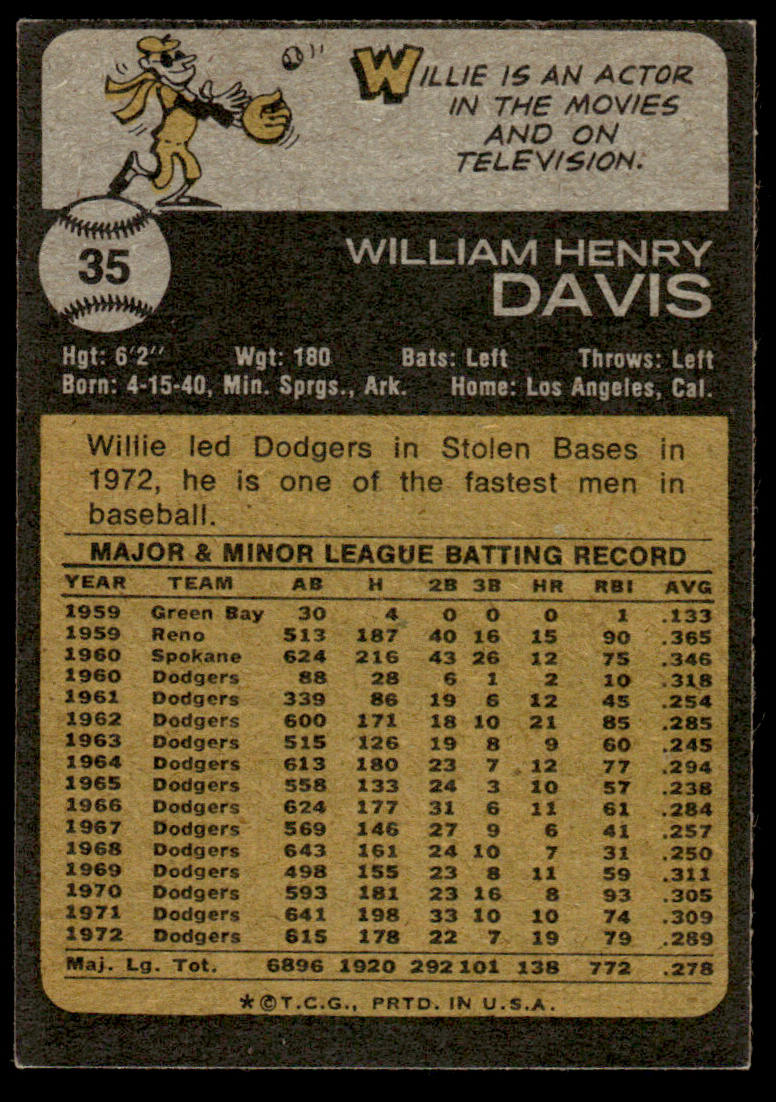 WILLIE IS AN ACTOR
IN THE MOVIES
AND ON
TELEVISION.
35
WILLIAM HENRY
DAVIS
Hgt: 6'2" Wgt: 180 Bats: Left Throws: Left
Born: 4-15-40, Min. Sprgs., Ark. Home: Los Angeles, Cal.
Willie led Dodgers in Stolen Bases in
1972, he is one of the fastest men in
baseball.
MAJOR & MINOR LEAGUE BATTING RECORD
YEAR TEAM AB H 2B 3B HR RBI AVG
1959 Green Bay 30 4 0 0 0 1 .133
1959 Reno 513 187 40 16 15 90 .365
1960 Spokane 624 216 43 26 12 75 .346
1960 Dodgers 88 28 6 1 2 10 .318
1961 Dodgers 339 86 19 6 12 45 .254
1962 Dodgers 600 171 18 10 21 85 .285
1963 Dodgers 515 126 19 8 9 60 .245
1964 Dodgers 613 180 23 7 12 77 .294
1965 Dodgers 558 133 24 3 10 57 .238
1966 Dodgers 624 177 31 6 11 61 .284
1967 Dodgers 569 146 27 9 6 41 .257
1968 Dodgers 643 161 24 10 7 31 .250
1969 Dodgers 498 155 23 8 11 59 .311
1970 Dodgers 593 181 23 16 8 93 .305
1971 Dodgers 641 198 33 10 10 74 .309
1972 Dodgers 615 178 22 7 19 79 .289
Maj. Lg. Tot. 6896 1920 292 101 138 772 .278
*©T.C.G., PRTD. IN U.S.A.